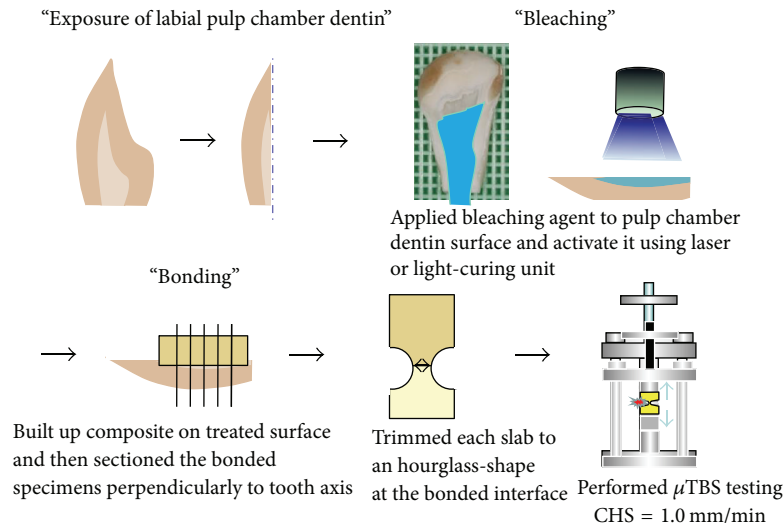 “Exposure of labial pulp chamber dentin”
“Bleaching”
Applied bleaching agent to pulp chamber
dentin surface and activate it using laser
or light-curing unit
“Bonding”
Built up composite on treated surface
and then sectioned the bonded
specimens perpendicularly to tooth axis
Trimmed each slab to
an hourglass-shape
at the bonded interface
Performed μTBS testing
CHS = 1.0 mm/min